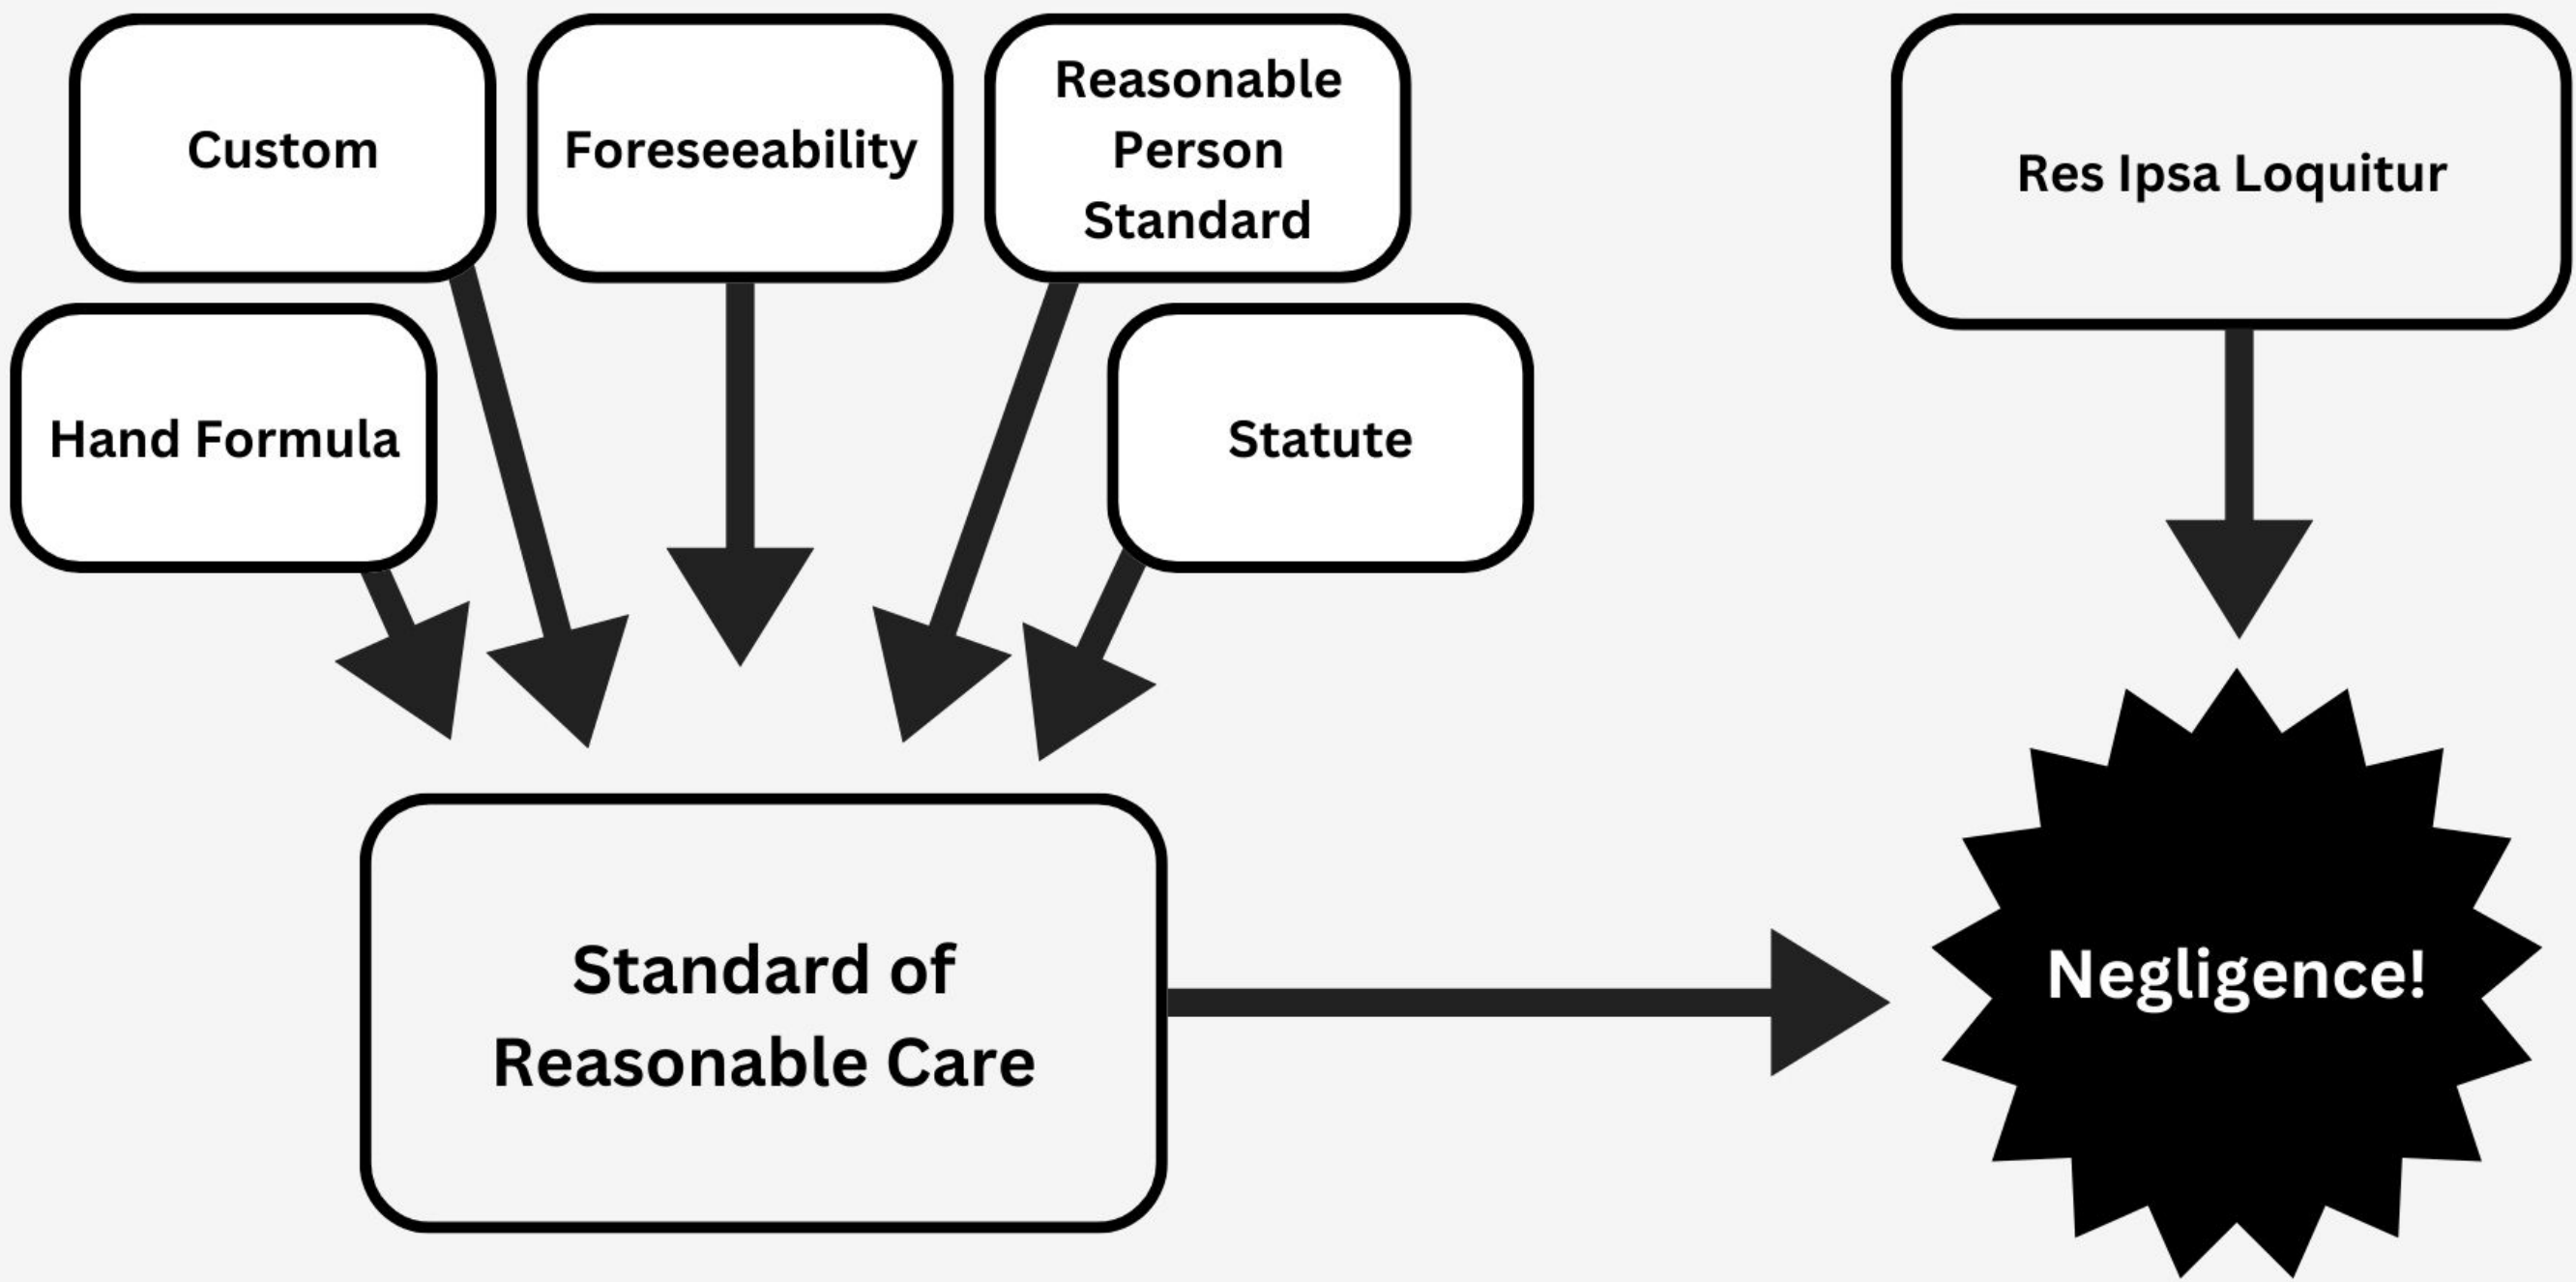 Custom
Foreseeability
Reasonable
Person
Standard
Res Ipsa Loquitur
Hand Formula
Statute
Standard of
Reasonable Care
Negligence!